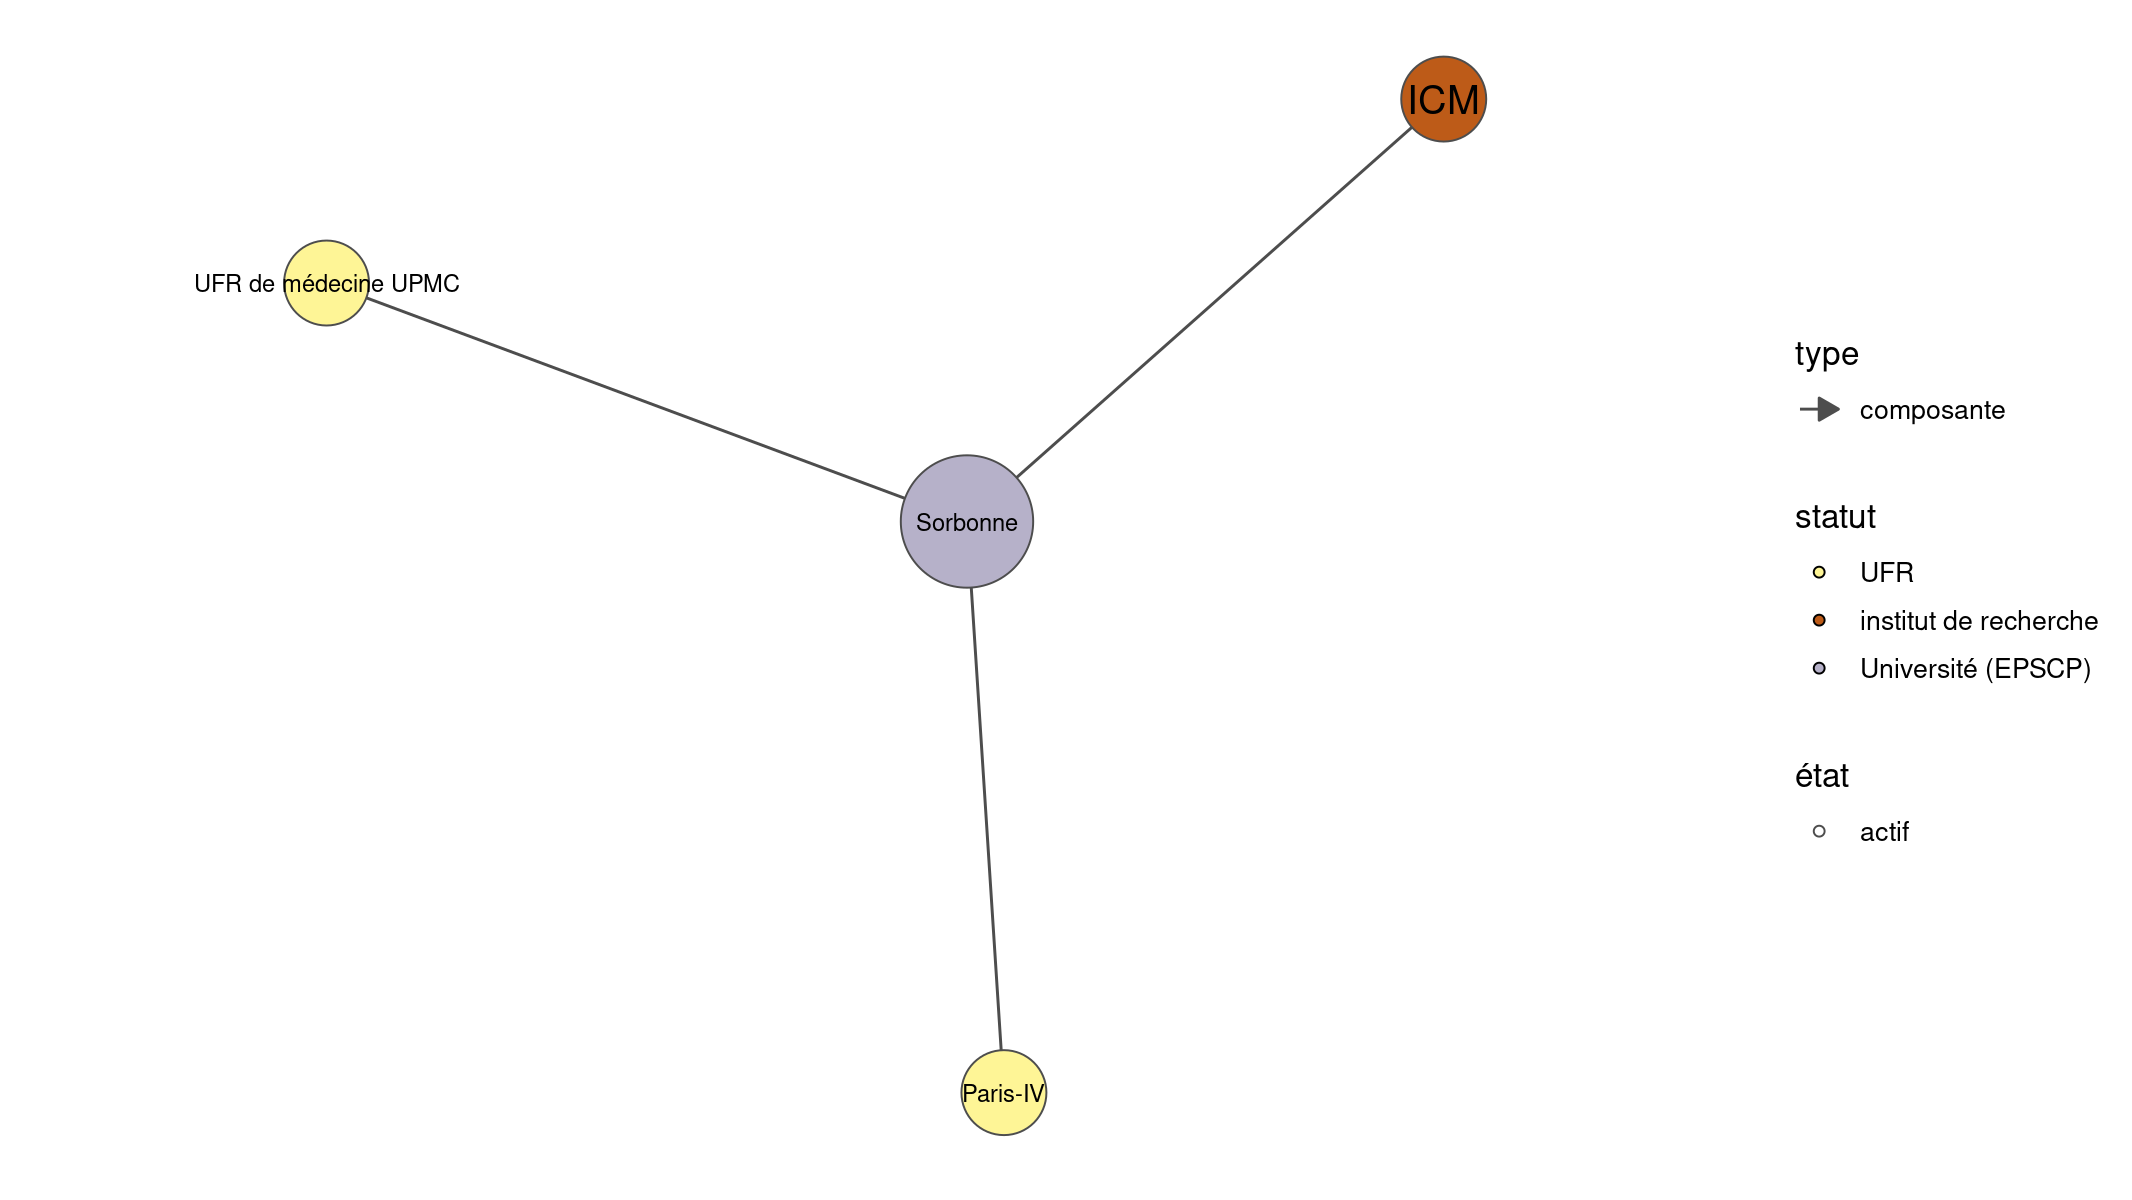 ICM
UFR de médecine UPMC
Sorbonne
Paris-IV
type
composante
statut
UFR
institut de recherche
Université (EPSCP)
état
actif